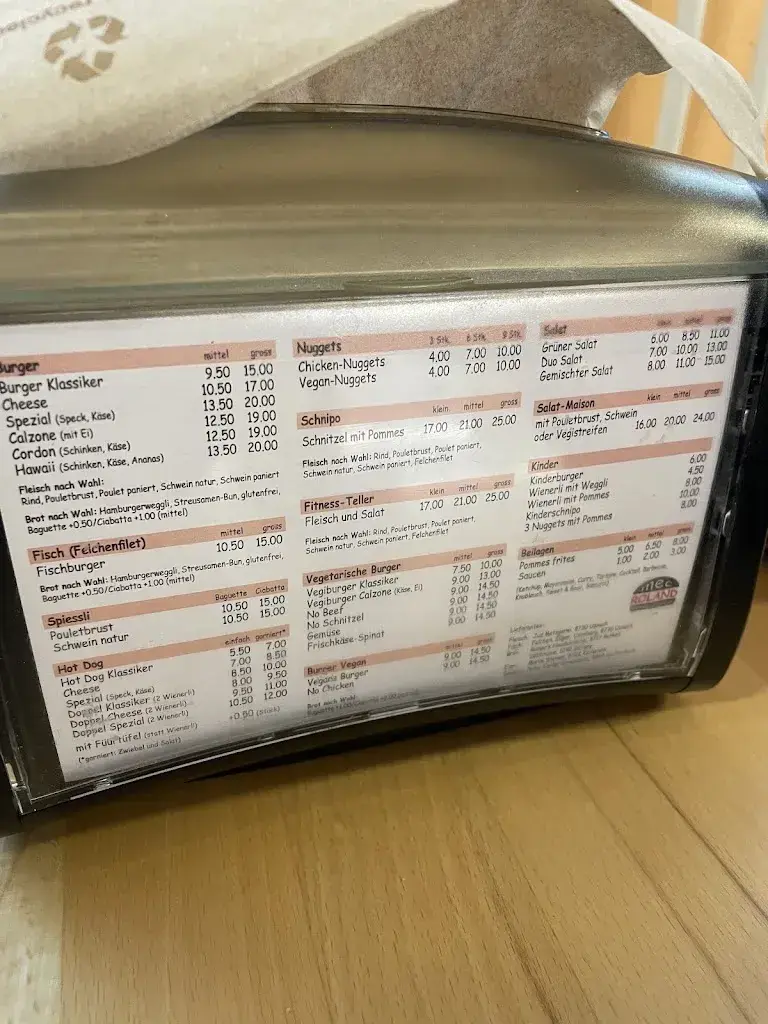 recycle
urger mittel gross
Burger Klassiker 9.50 15.00
Cheese 10.50 17.00
Spezial (Speck, Käse) 13.50 20.00
Calzone (mit Ei) 12.50 19.00
Cordon (Schinken, Käse) 12.50 19.00
Hawaii (Schinken, Käse, Ananas) 13.50 20.00
Fleisch nach Wahl:
Rind, Pouletbrust, Poulet paniert, Schwein natur, Schwein paniert
Brot nach Wahl: Hamburgerweggli, Streusamen-Bun, glutenfrei,
Baguette +0.50/Ciabatta +1.00 (mittel)
Fisch (Felchenfilet) mittel gross
Fischburger 10.50 15.00
Brot nach Wahl: Hamburgerweggli, Streusamen-Bun, glutenfrei,
Baguette +0.50/Ciabatta +1.00 (mittel)
Spiessli Baguette Ciabatta
Pouletbrust 10.50 15.00
Schwein natur 10.50 15.00
Hot Dog einfach garniert*
Hot Dog Klassiker 5.50 7.00
Cheese 7.00 8.50
Spezial (Speck, Käse) 8.50
Doppel Klassiker (2 Wienerli) 8.00 9.50
Doppel Cheese (2 Wienerli) 9.50 11.00
Doppel Spezial (2 Wienerli) 10.50 12.00
mit Füürtüfel (statt Wienerli) +0.50 (Stück)
(*garniert: Zwiebel und Salat)
Nuggets 3 Stk. 6 Stk. 9 Stk.
Chicken-Nuggets 4.00 7.00 10.00
Vegan-Nuggets 4.00 7.00 10.00
Schnipo klein mittel gross
Schnitzel mit Pommes 17.00 21.00 25.00
Fleisch nach Wahl: Rind, Pouletbrust, Poulet paniert,
Schwein natur, Schwein paniert, Felchenfilet
Fitness-Teller klein mittel gross
Fleisch und Salat 17.00 21.00 25.00
Fleisch nach Wahl: Rind, Pouletbrust, Poulet paniert,
Schwein natur, Schwein paniert, Felchenfilet
Vegetarische Burger mittel gross
Vegiburger Klassiker 7.50 10.00
Vegiburger Calzone (Käse, Ei) 9.00 13.00
No Beef 9.00 14.50
No Schnitzel 9.00 14.50
Gemüse 9.00 14.50
Frischkäse-Spinat 9.00 14.50
Burger Vegan mittel gross
Vegans Burger 9.00 14.50
No Chicken 9.00 14.50
Brot nach Wahl
Salat klein mittel gross
Grüner Salat 6.00 8.50 11.00
Duo Salat 7.00 10.00 13.00
Gemischter Salat 8.00 11.00 15.00
Salat-Maison klein mittel gross
mit Pouletbrust, Schwein
oder Vegistreifen 16.00 20.00 24.00
Kinder
Kinderburger 6.00
Wienerli mit Weggli 4.50
Wienerli mit Pommes 8.00
Kinderschnipo 10.00
3 Nuggets mit Pommes 8.00
Beilagen klein mittel gross
Pommes frites 5.00 6.50 8.00
Saucen 1.00 2.00 3.00
(Ketchup, Mayonnaise, Curry, Tartare, Cocktail, Barbecue,
Knoblauch, Sweet &
ROLAND